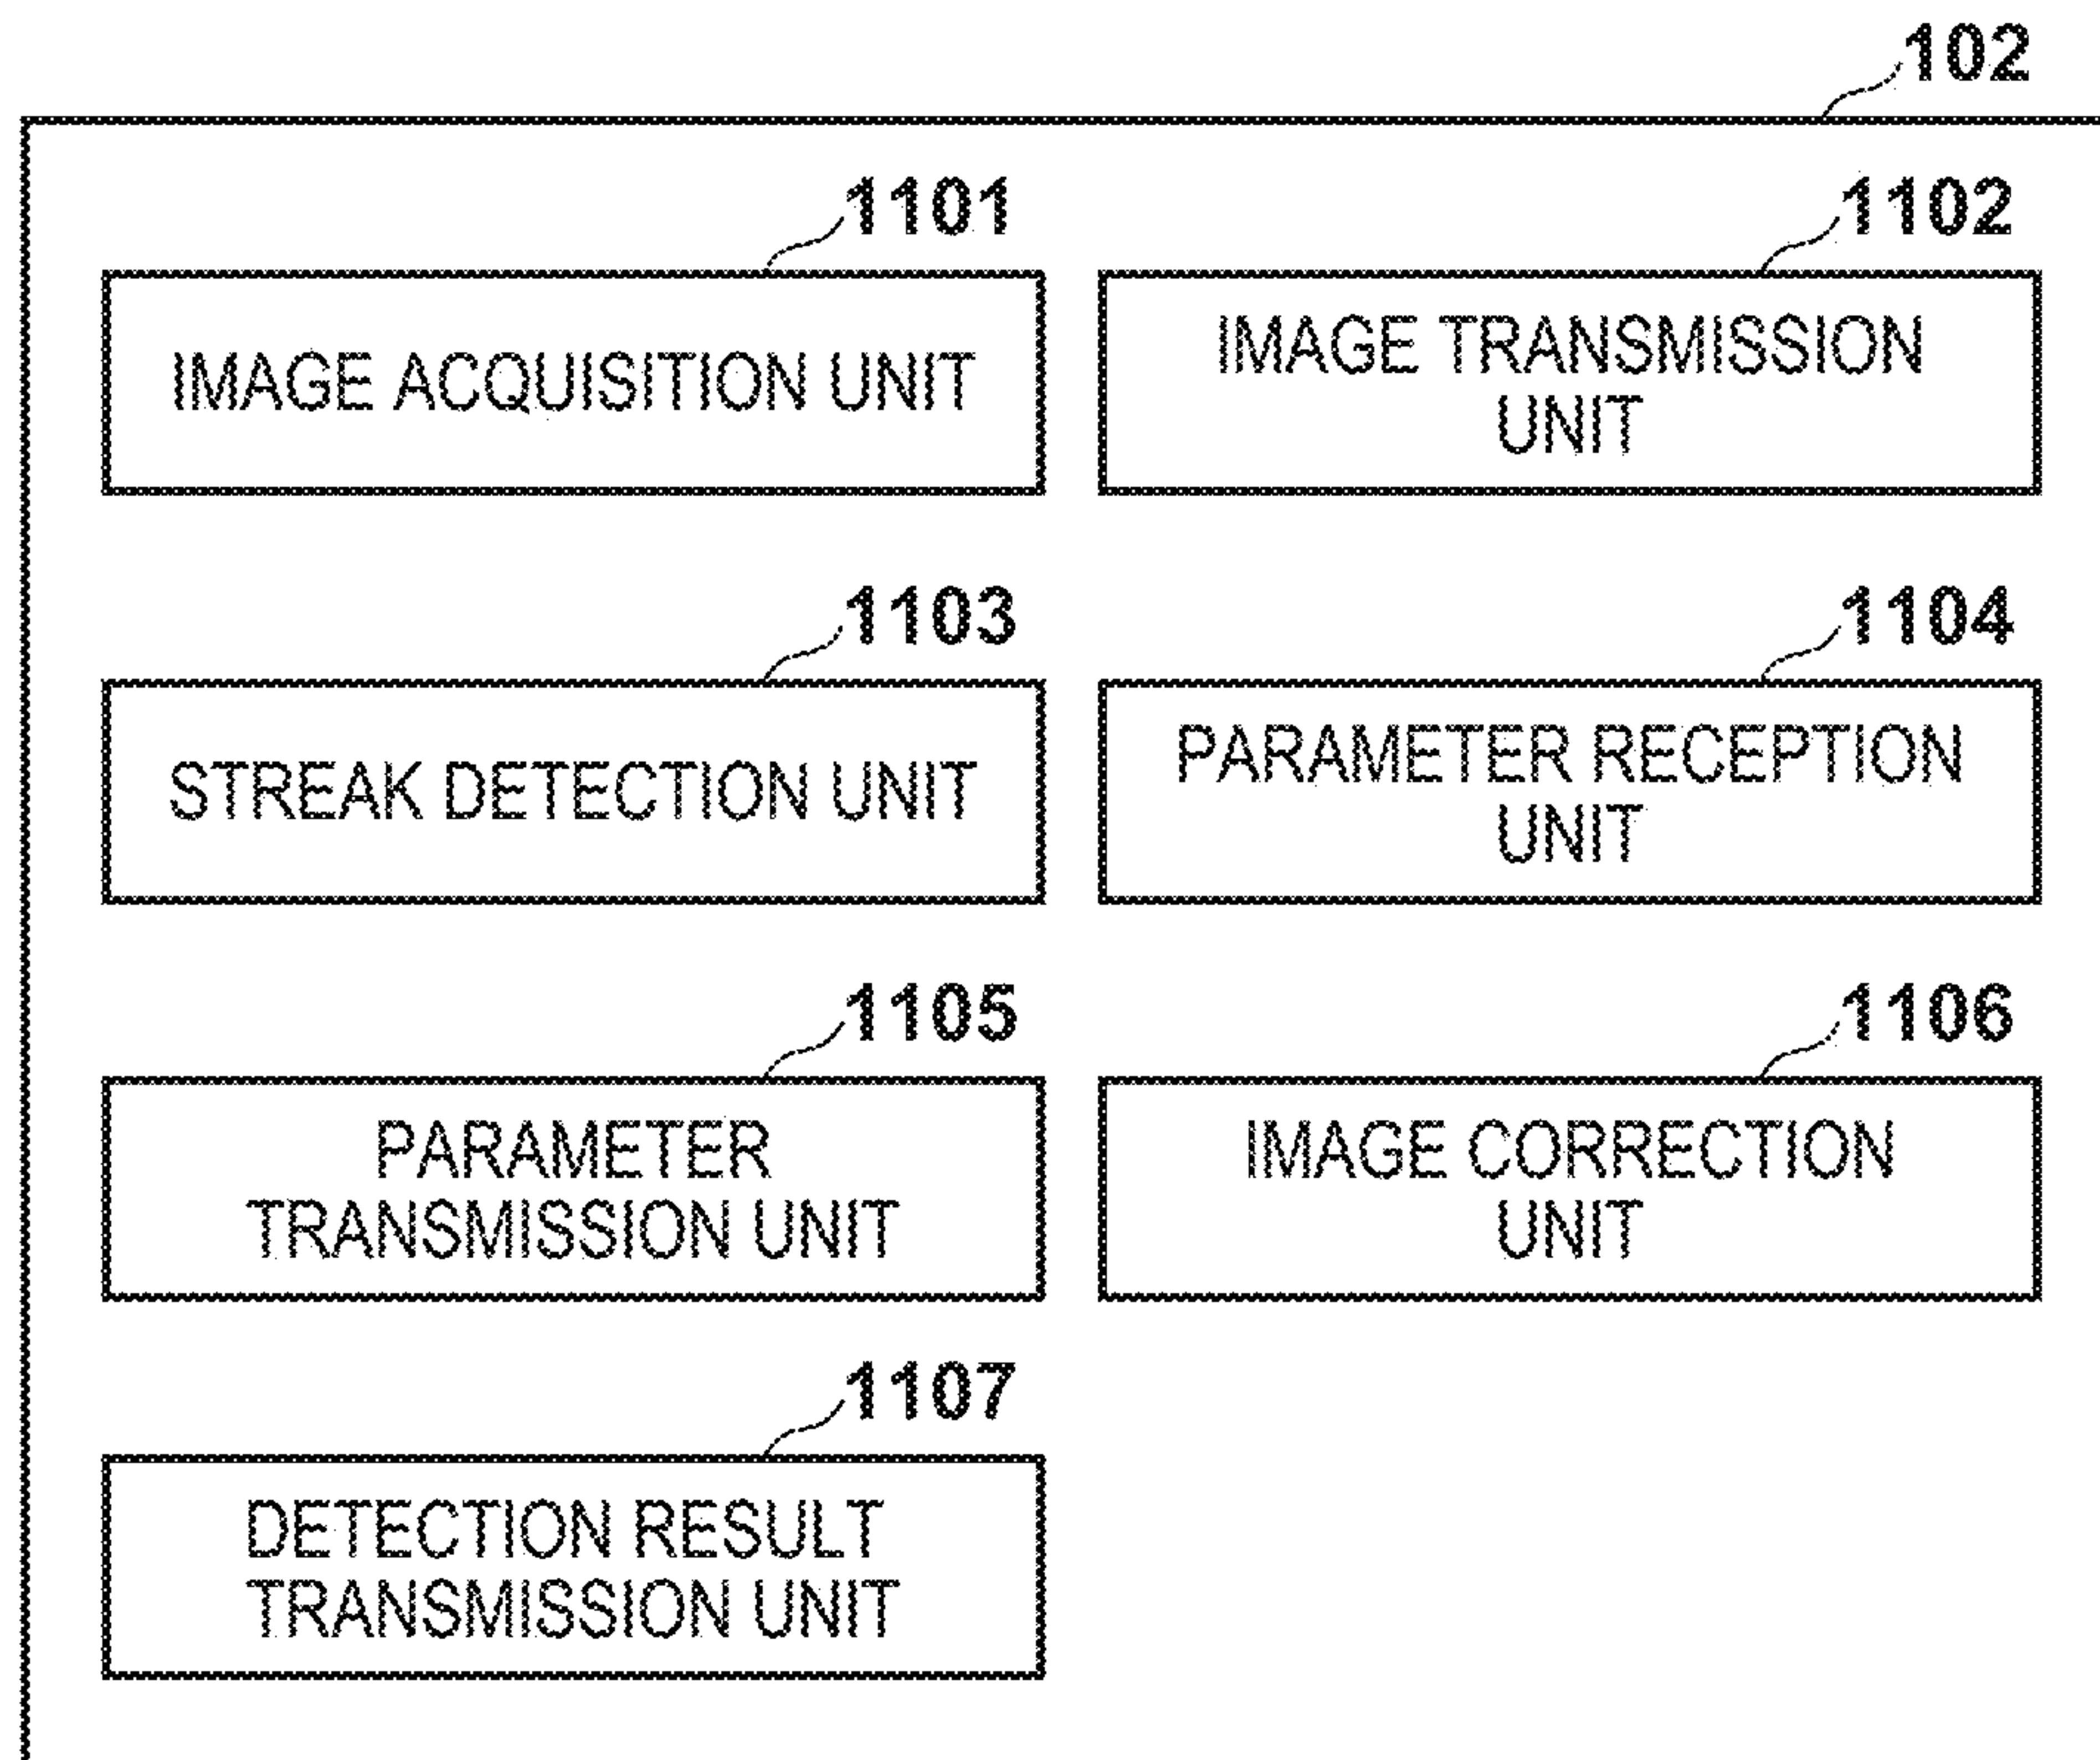 102
1101
1102
IMAGE ACQUISITION UNIT
IMAGE TRANSMISSION
UNIT
1103
1104
STREAK DETECTION UNIT
PARAMETER RECEPTION
UNIT
1105
1106
PARAMETER
TRANSMISSION UNIT
IMAGE CORRECTION
UNIT
1107
DETECTION RESULT
TRANSMISSION UNIT